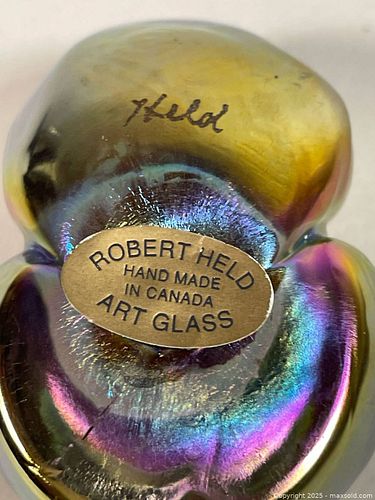 Held
ROBERT HELD
HAND MADE
IN CANADA
ART GLASS
Copyright 2025 - maxsold.com